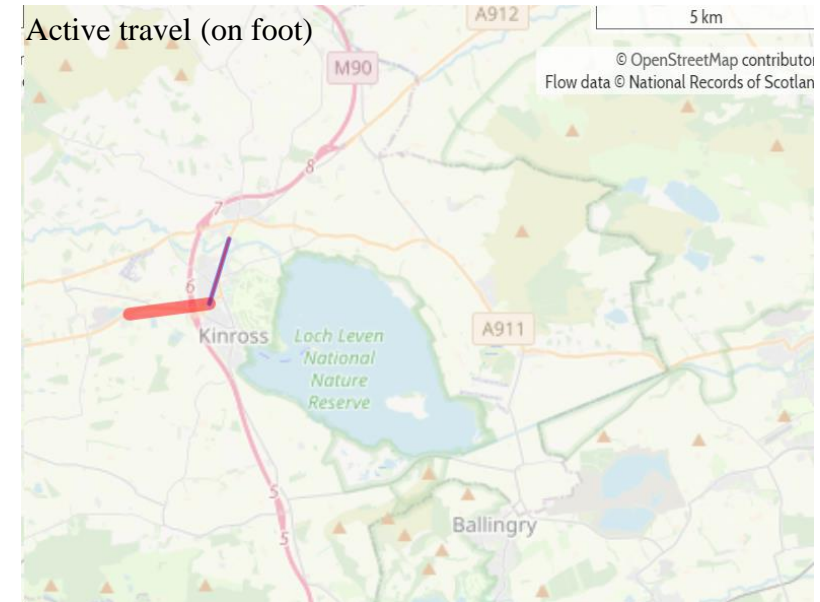 Active travel (on foot)
A912
5 km
© OpenStreetMap contributor
Flow data © National Records of Scotlan
M90
8
7
6
Kinross
Loch Leven
National
Nature
Reserve
A911
5
5
Ballingry